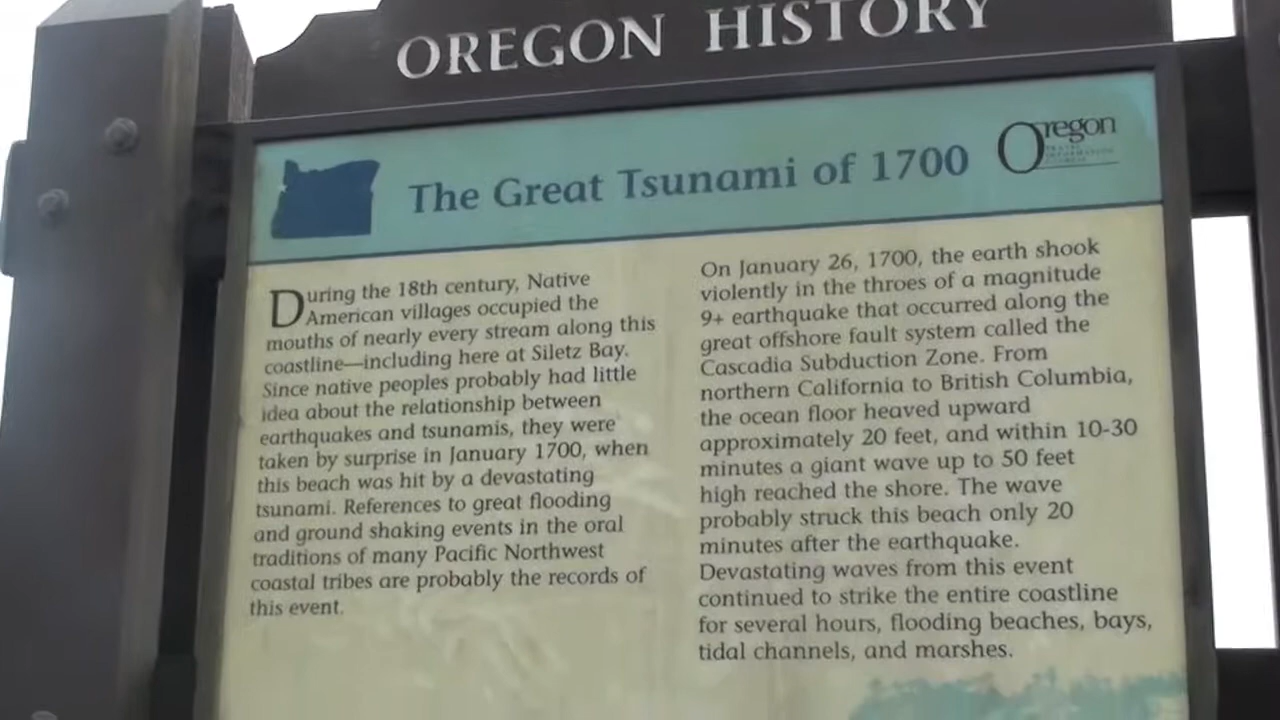 OREGON HISTORY
The Great Tsunami of 1700
Oregon
During the 18th century, Native
American villages occupied the
mouths of nearly every stream along this
coastline—including here at Siletz Bay.
Since native peoples probably had little
idea about the relationship between
earthquakes and tsunamis, they were
taken by surprise in January 1700, when
this beach was hit by a devastating
tsunami. References to great flooding
and ground shaking events in the oral
traditions of many Pacific Northwest
coastal tribes are probably the records of
this event.
On January 26, 1700, the earth shook
violently in the throes of a magnitude
9+ earthquake that occurred along the
great offshore fault system called the
Cascadia Subduction Zone. From
northern California to British Columbia,
the ocean floor heaved upward
approximately 20 feet, and within 10-30
minutes a giant wave up to 50 feet
high reached the shore. The wave
probably struck this beach only 20
minutes after the earthquake.
Devastating waves from this event
continued to strike the entire coastline
for several hours, flooding beaches, bays,
tidal channels, and marshes.